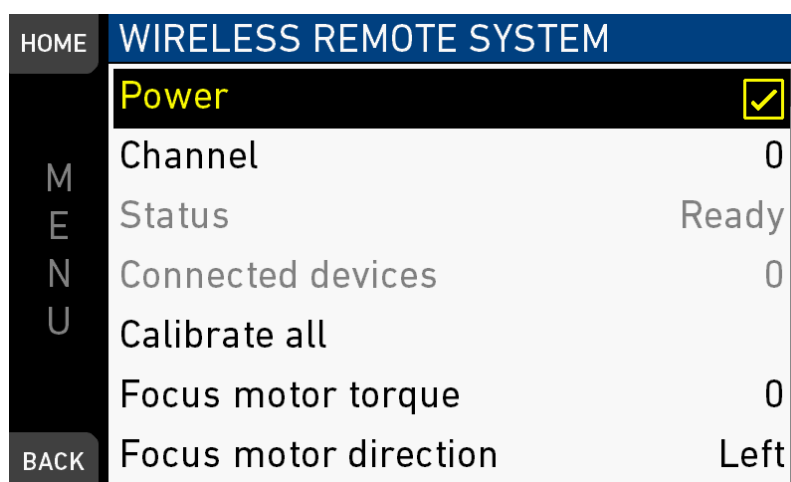 HOME
WIRELESS REMOTE SYSTEM
MENU
Power
Channel 0
Status Ready
Connected devices 0
Calibrate all
Focus motor torque 0
Focus motor direction Left
BACK